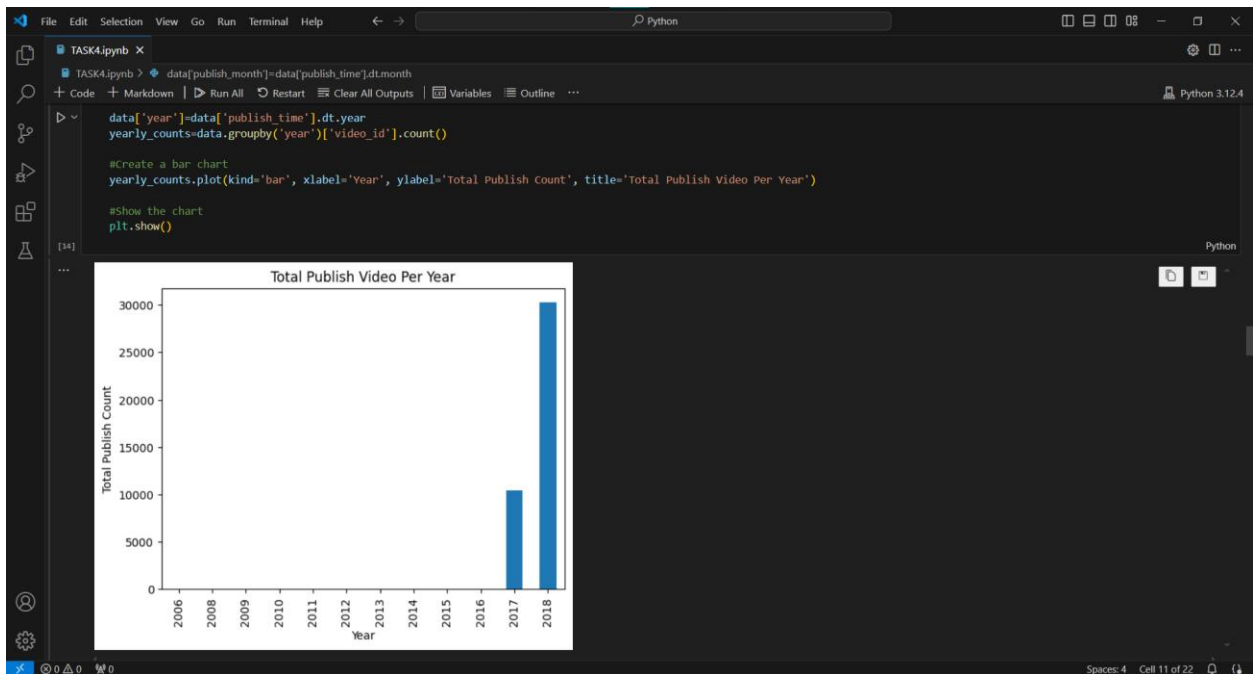 File Edit Selection View Go Run Terminal Help
Python
TASK4.ipynb
TASK4.ipynb > data['publish_month']=data['publish_time'].dt.month
+ Code + Markdown | Run All Restart Clear All Outputs | Variables Outline ...
Python 3.12.4
data['year']=data['publish_time'].dt.year
yearly_counts=data.groupby('year')['video_id'].count()
#Create a bar chart
yearly_counts.plot(kind='bar', xlabel='Year', ylabel='Total Publish Count', title='Total Publish Video Per Year')
#Show the chart
plt.show()
[14]
Python
Total Publish Video Per Year
Total Publish Count
30000
25000
20000
15000
10000
5000
0
2006 2008 2009 2010 2011 2012 2013 2014 2015 2016 2017 2018
Year
0 0 0
Spaces: 4 Cell 11 of 22